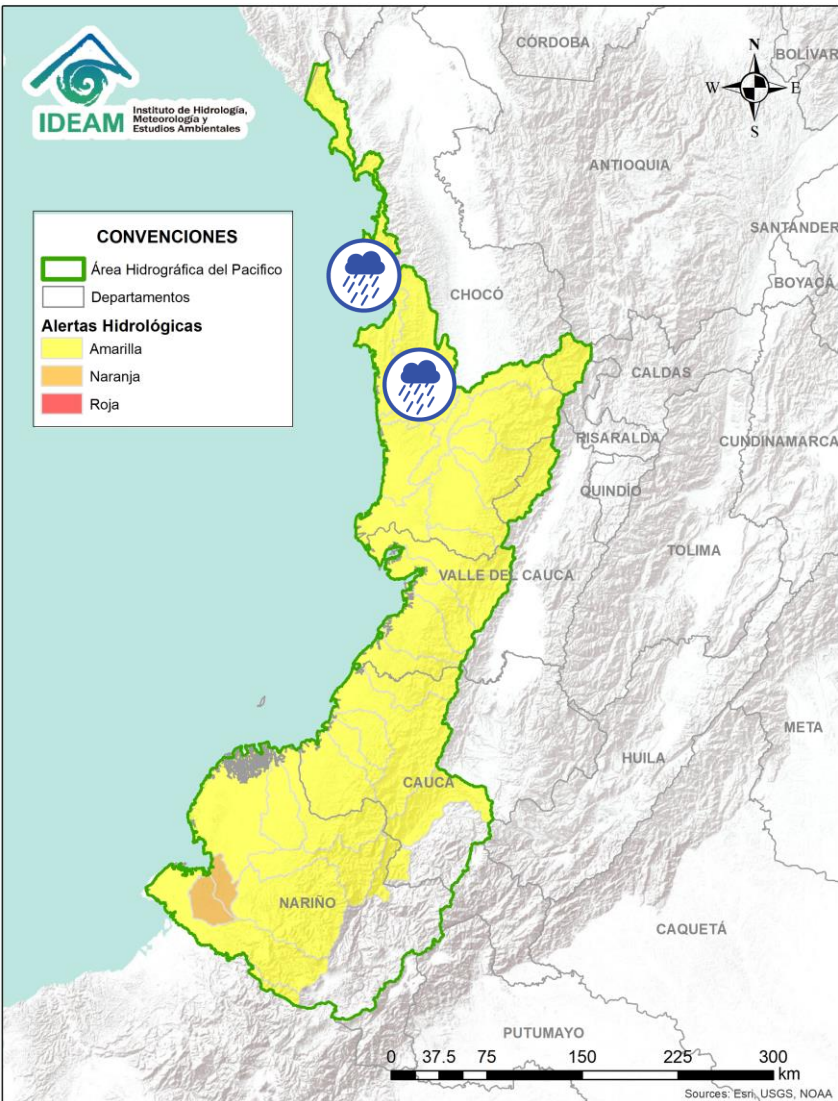 IDEAM
Instituto de Hidrología,
Meteorología y
Estudios Ambientales
N
W
E
S
CÓRDOBA
BOLÍVAR
ANTIOQUIA
SANTANDER
BOYACÁ
CHOCÓ
CALDAS
RISARALDA
CUNDINAMARCA
QUINDÍO
TOLIMA
VALLE DEL CAUCA
META
HUILA
CAUCA
NARIÑO
CAQUETÁ
PUTUMAYO
CONVENCIONES
Área Hidrográfica del Pacifico
Departamentos
Alertas Hidrológicas
Amarilla
Naranja
Roja
0 37.5 75 150 225 300
km
Sources: Esri, USGS, NOAA